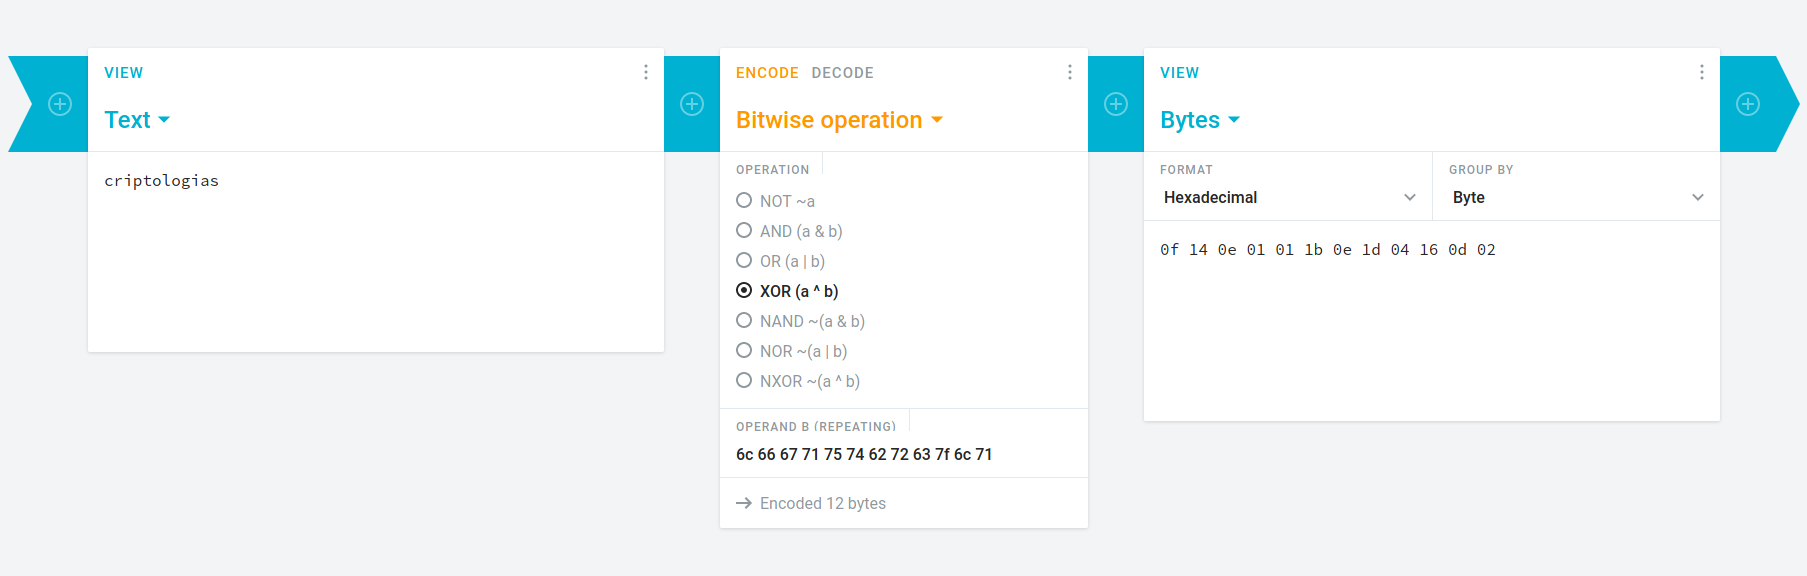 VIEW
Text
criptologias
ENCODE DECODE
Bitwise operation
OPERATION
NOT ~a
AND (a & b)
OR (a | b)
XOR (a ^ b)
NAND ~(a & b)
NOR ~(a | b)
NXOR ~(a ^ b)
OPERAND B (REPEATING)
6c 66 67 71 75 74 62 72 63 7f 6c 71
Encoded 12 bytes
VIEW
Bytes
FORMAT GROUP BY
Hexadecimal Byte
0f 14 0e 01 01 1b 0e 1d 04 16 0d 02